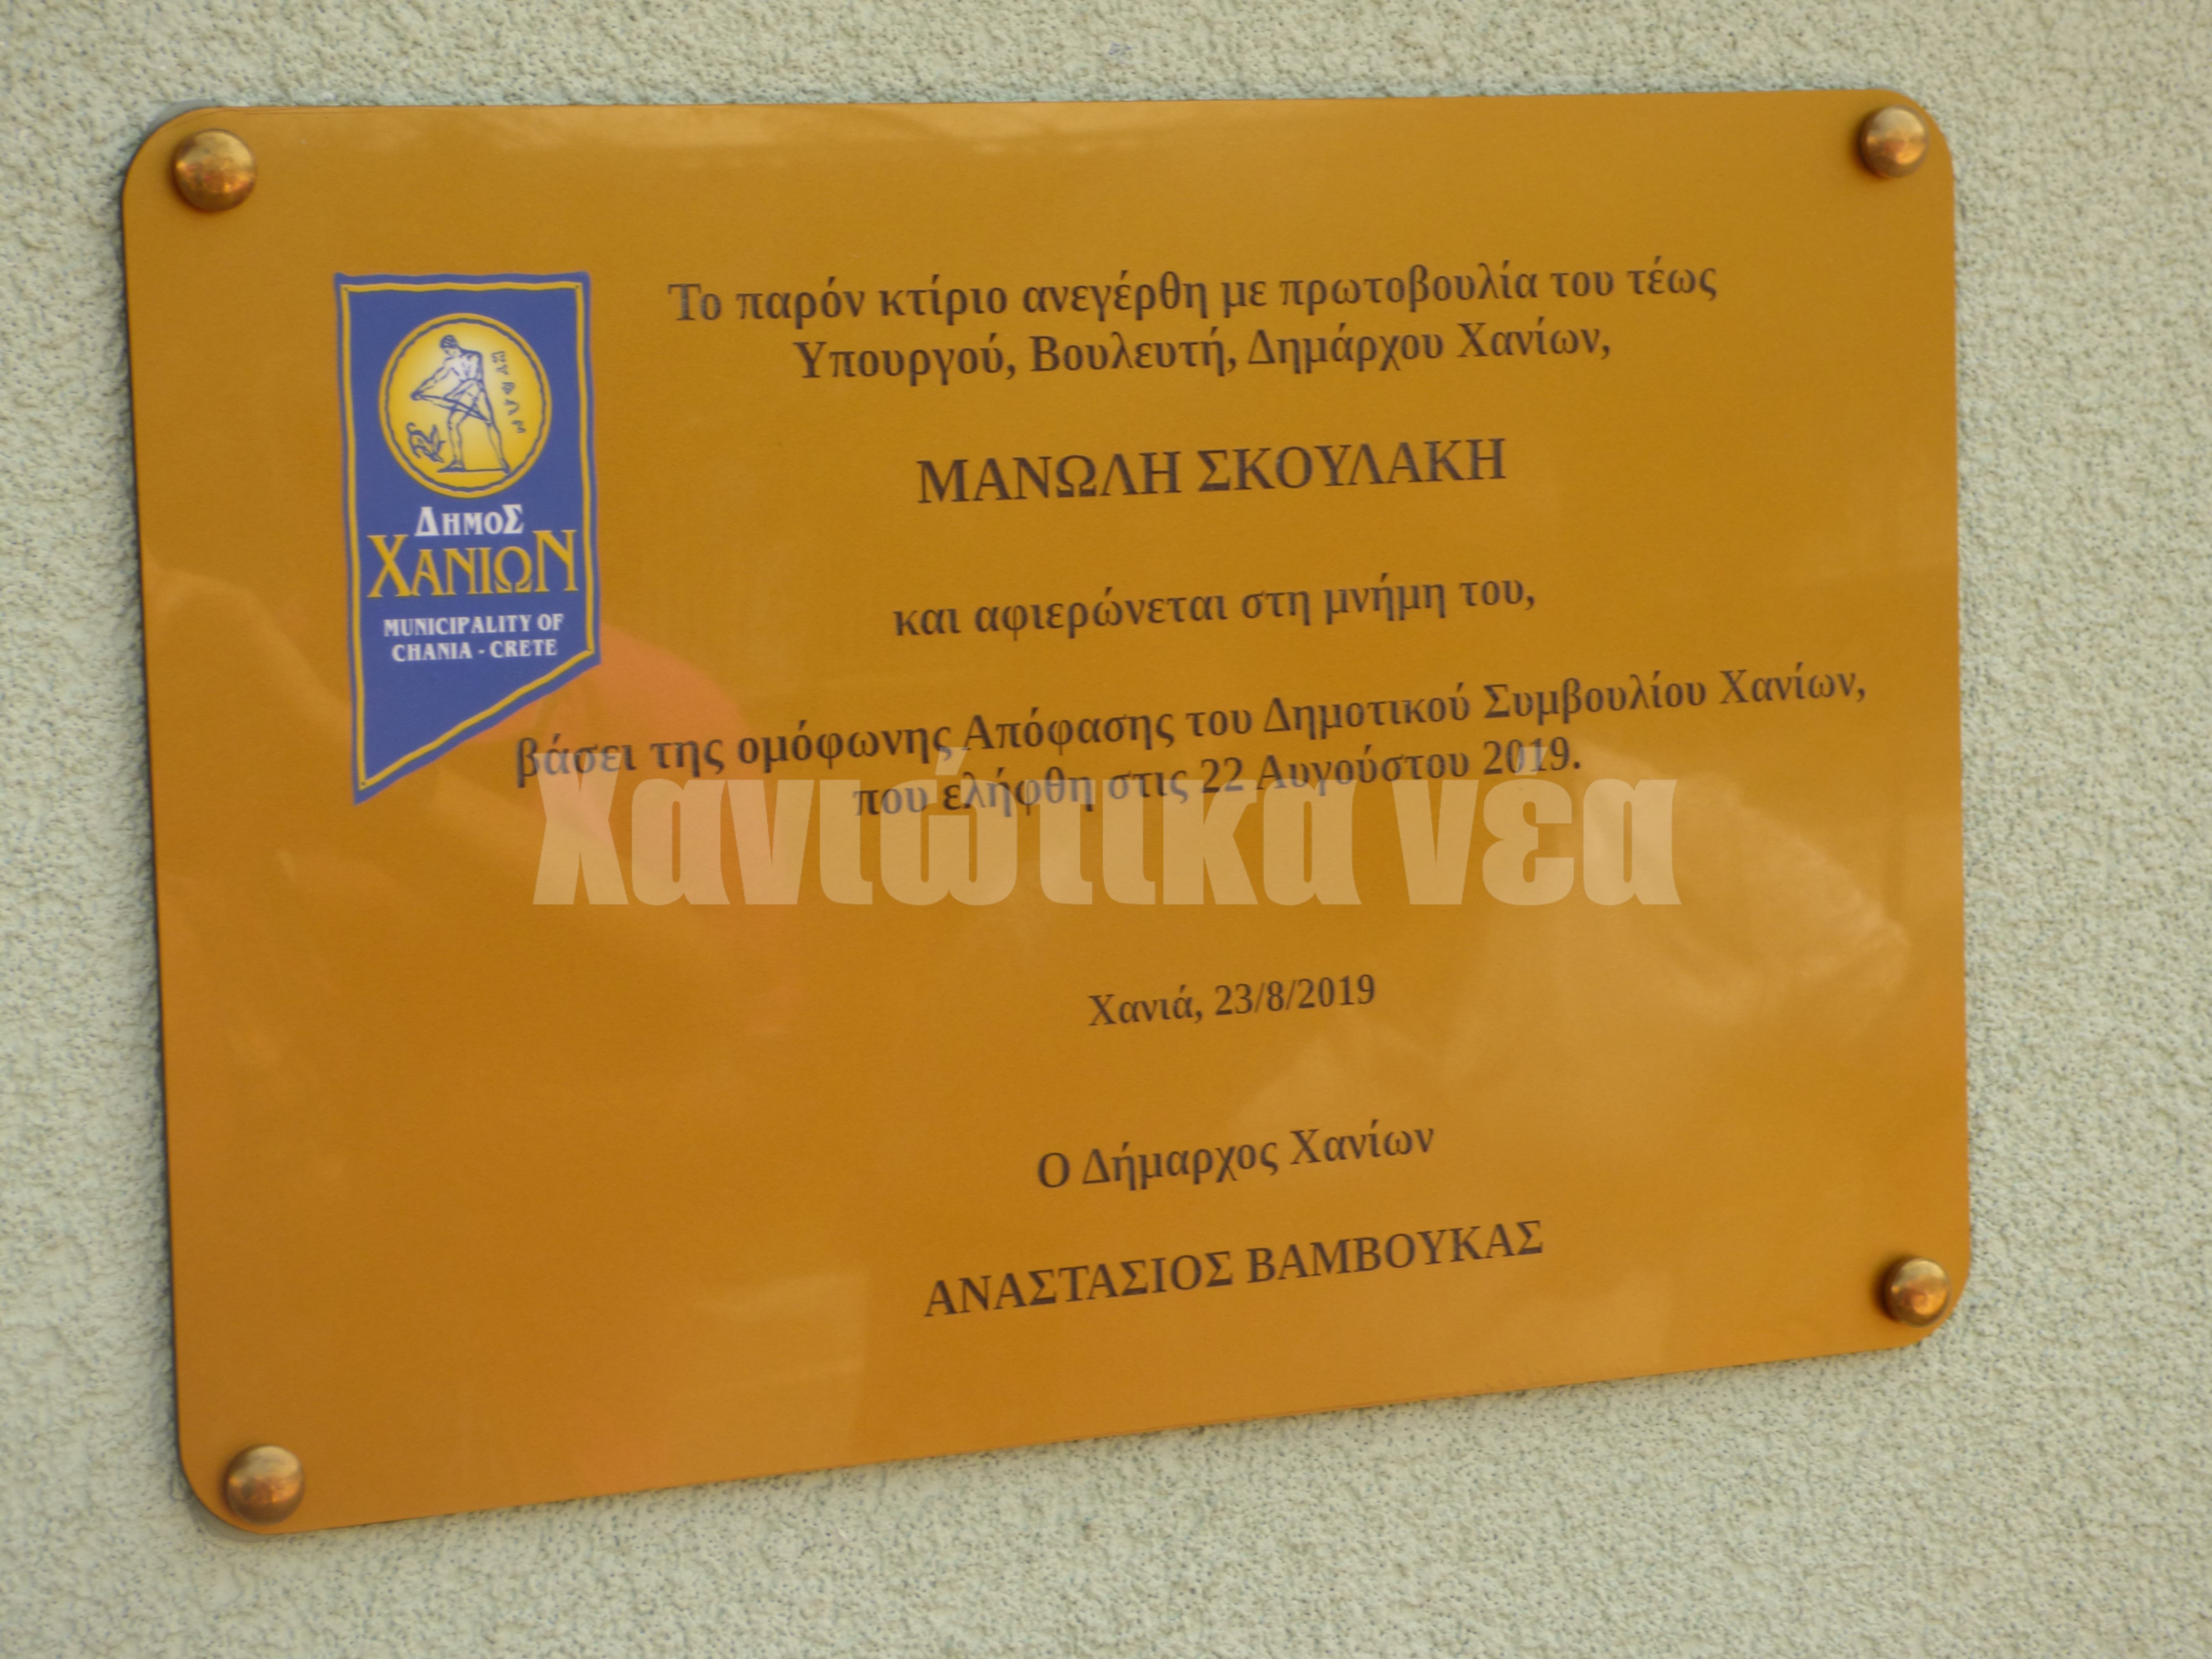 Το παρόν κτίριο ανεγέρθη με πρωτοβουλία του τέως
Υπουργού, Βουλευτή, Δημάρχου Χανίων,
ΜΑΝΩΛΗ ΣΚΟΥΛΑΚΗ
και αφιερώνεται στη μνήμη του,
βάσει της ομόφωνης Απόφασης του Δημοτικού Συμβουλίου Χανίων,
που ελήφθη στις 22 Αυγούστου 2019.
Χανιά, 23/8/2019
Ο Δήμαρχος Χανίων
ΑΝΑΣΤΑΣΙΟΣ ΒΑΜΒΟΥΚΑΣ
ΔΗΜΟΣ
ΧΑΝΙΩΝ
MUNICIPALITY OF
CHANIA - CRETE
Χανιώτικα νέα